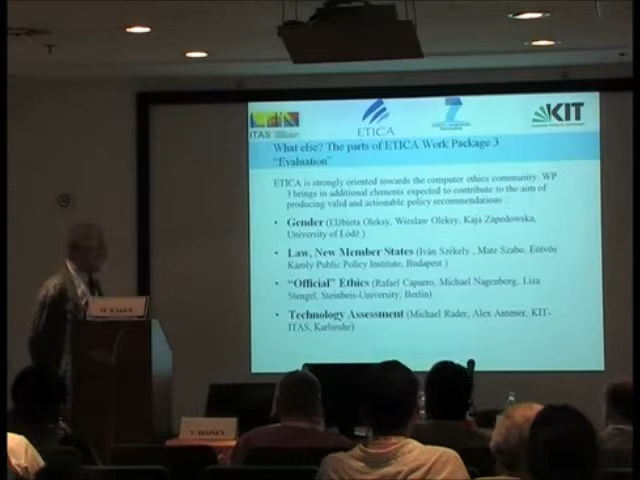 ITAS
ETICA
7
KIT
What else? The parts of ETICA Work Package 3
"Evaluation"
ETICA is strongly oriented towards the computer ethics community. WP
3 brings in additional elements expected to contribute to the aim of
producing valid and actionable policy recommendations .
• Gender (Elżbieta Oleksy, Wiesław Oleksy, Kaja Zapedowska,
University of Łódź )
• Law, New Member States (Iván Székely , Mate Szabo, Eötvös
Károly Public Policy Institute, Budapest )
• "Official" Ethics (Rafael Capurro, Michael Nagenborg, Lisa
Stengel, Steinbeis-University, Berlin)
• Technology Assessment (Michael Rader, Alex Antener, KIT-
ITAS, Karlsruhe)
M. RADER
V. IKONEN